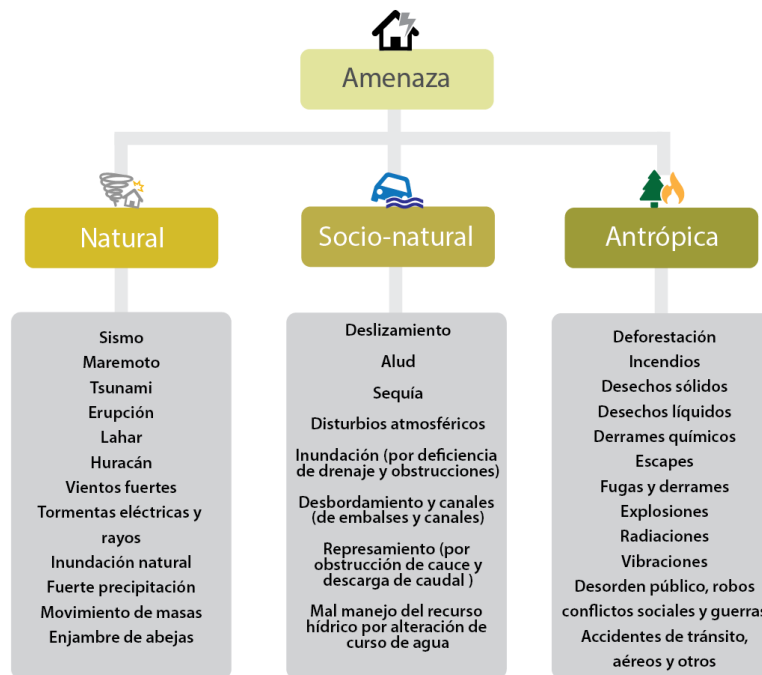 Amenaza
Natural
Socio-natural
Antrópica
Sismo
Maremoto
Tsunami
Erupción
Lahar
Huracán
Vientos fuertes
Tormentas eléctricas y
rayos
Inundación natural
Fuerte precipitación
Movimiento de masas
Enjambre de abejas
Deslizamiento
Alud
Sequía
Disturbios atmosféricos
Inundación (por deficiencia
de drenaje y obstrucciones)
Desbordamiento y canales
(de embalses y canales)
Represamiento (por
obstrucción de cauce y
descarga de caudal )
Mal manejo del recurso
hídrico por alteración de
curso de agua
Deforestación
Incendios
Desechos sólidos
Desechos líquidos
Derrames químicos
Escapes
Fugas y derrames
Explosiones
Radiaciones
Vibraciones
Desorden público, robos
conflictos sociales y guerras
Accidentes de tránsito,
aéreos y otros